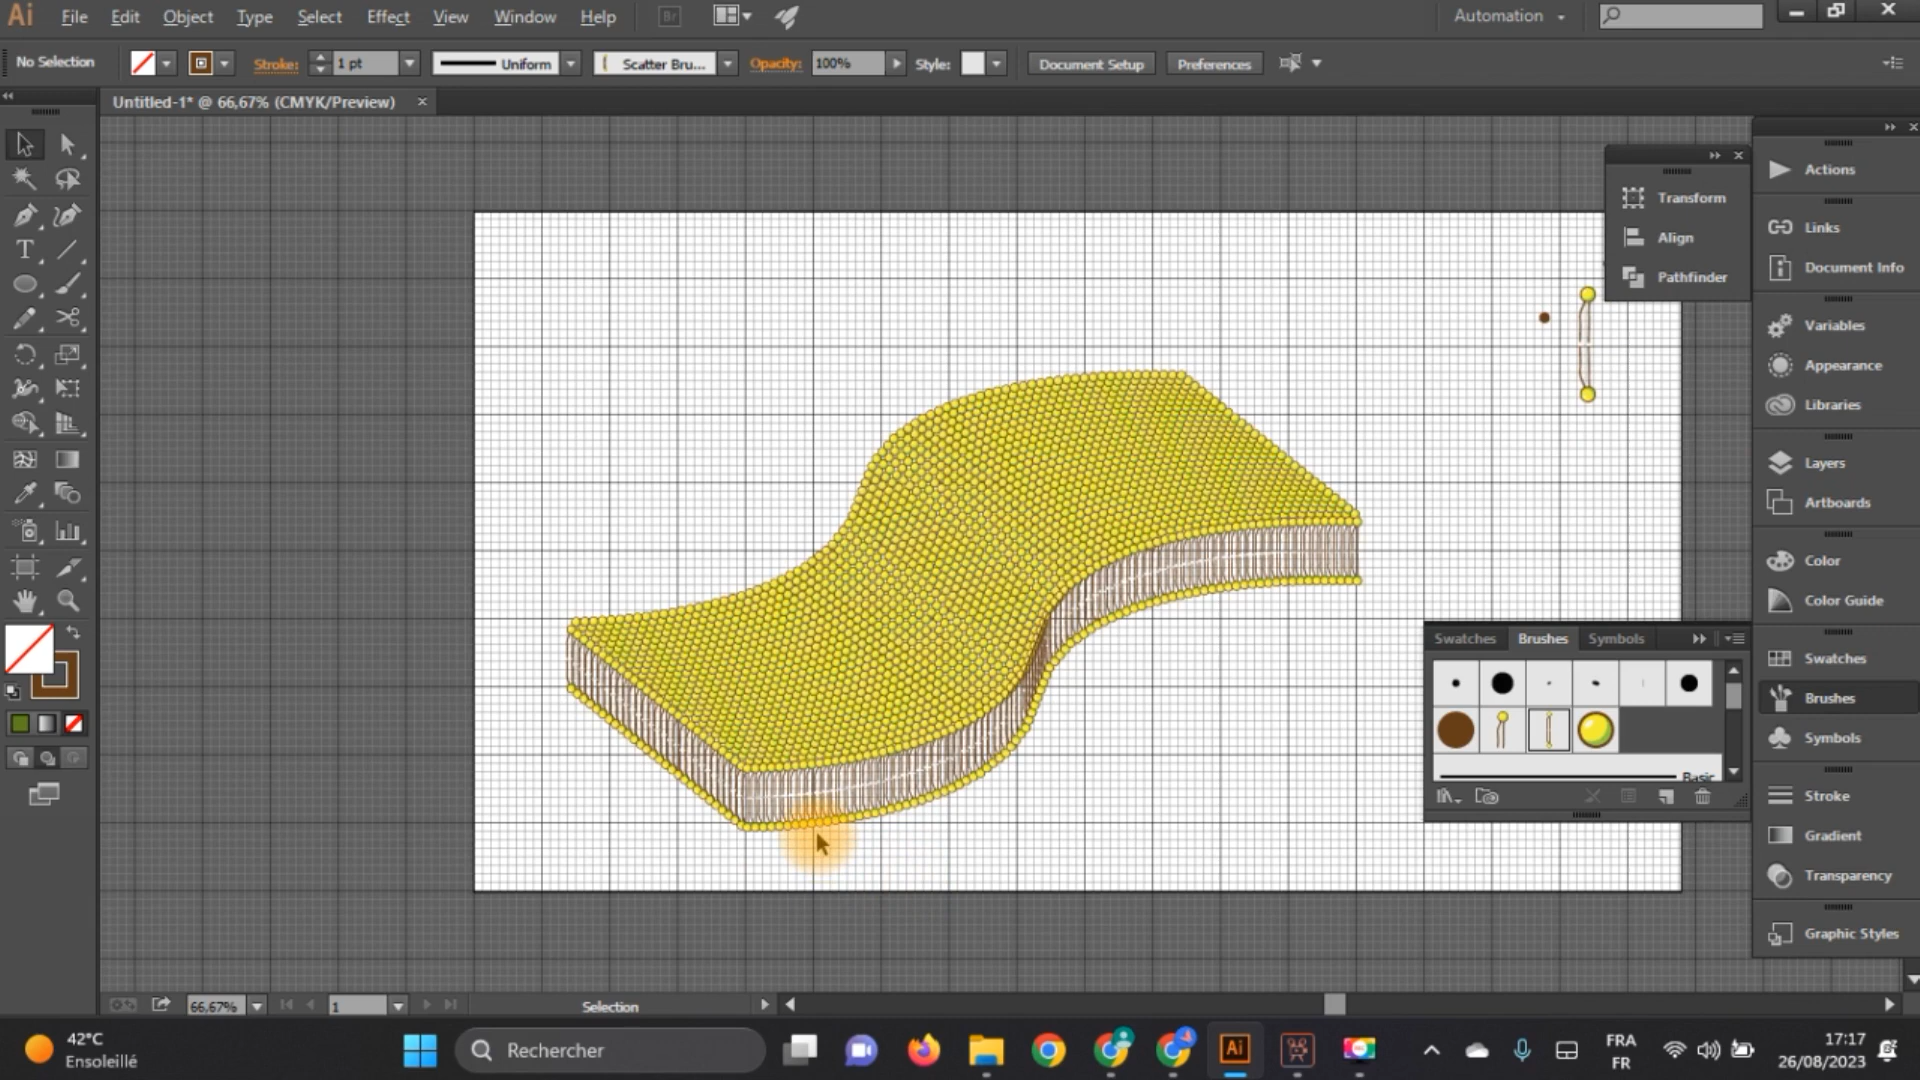 Ai File Edit Object Type Select Effect View Window Help Br Automation
No Selection Stroke: 1 pt Uniform Scatter Bru... Opacity: 100% Style: Document Setup Preferences
Untitled-1* @ 66,67% (CMYK/Preview)
Transform
Align
Pathfinder
Actions
Links
Document Info
Variables
Appearance
Libraries
Layers
Artboards
Color
Color Guide
Swatches
Brushes
Symbols
Stroke
Gradient
Transparency
Graphic Styles
Swatches Brushes Symbols
Basic
66,67% 1 Selection
42°C
Ensoleillé
Rechercher
Ai
FRA
FR
17:17
26/08/2023